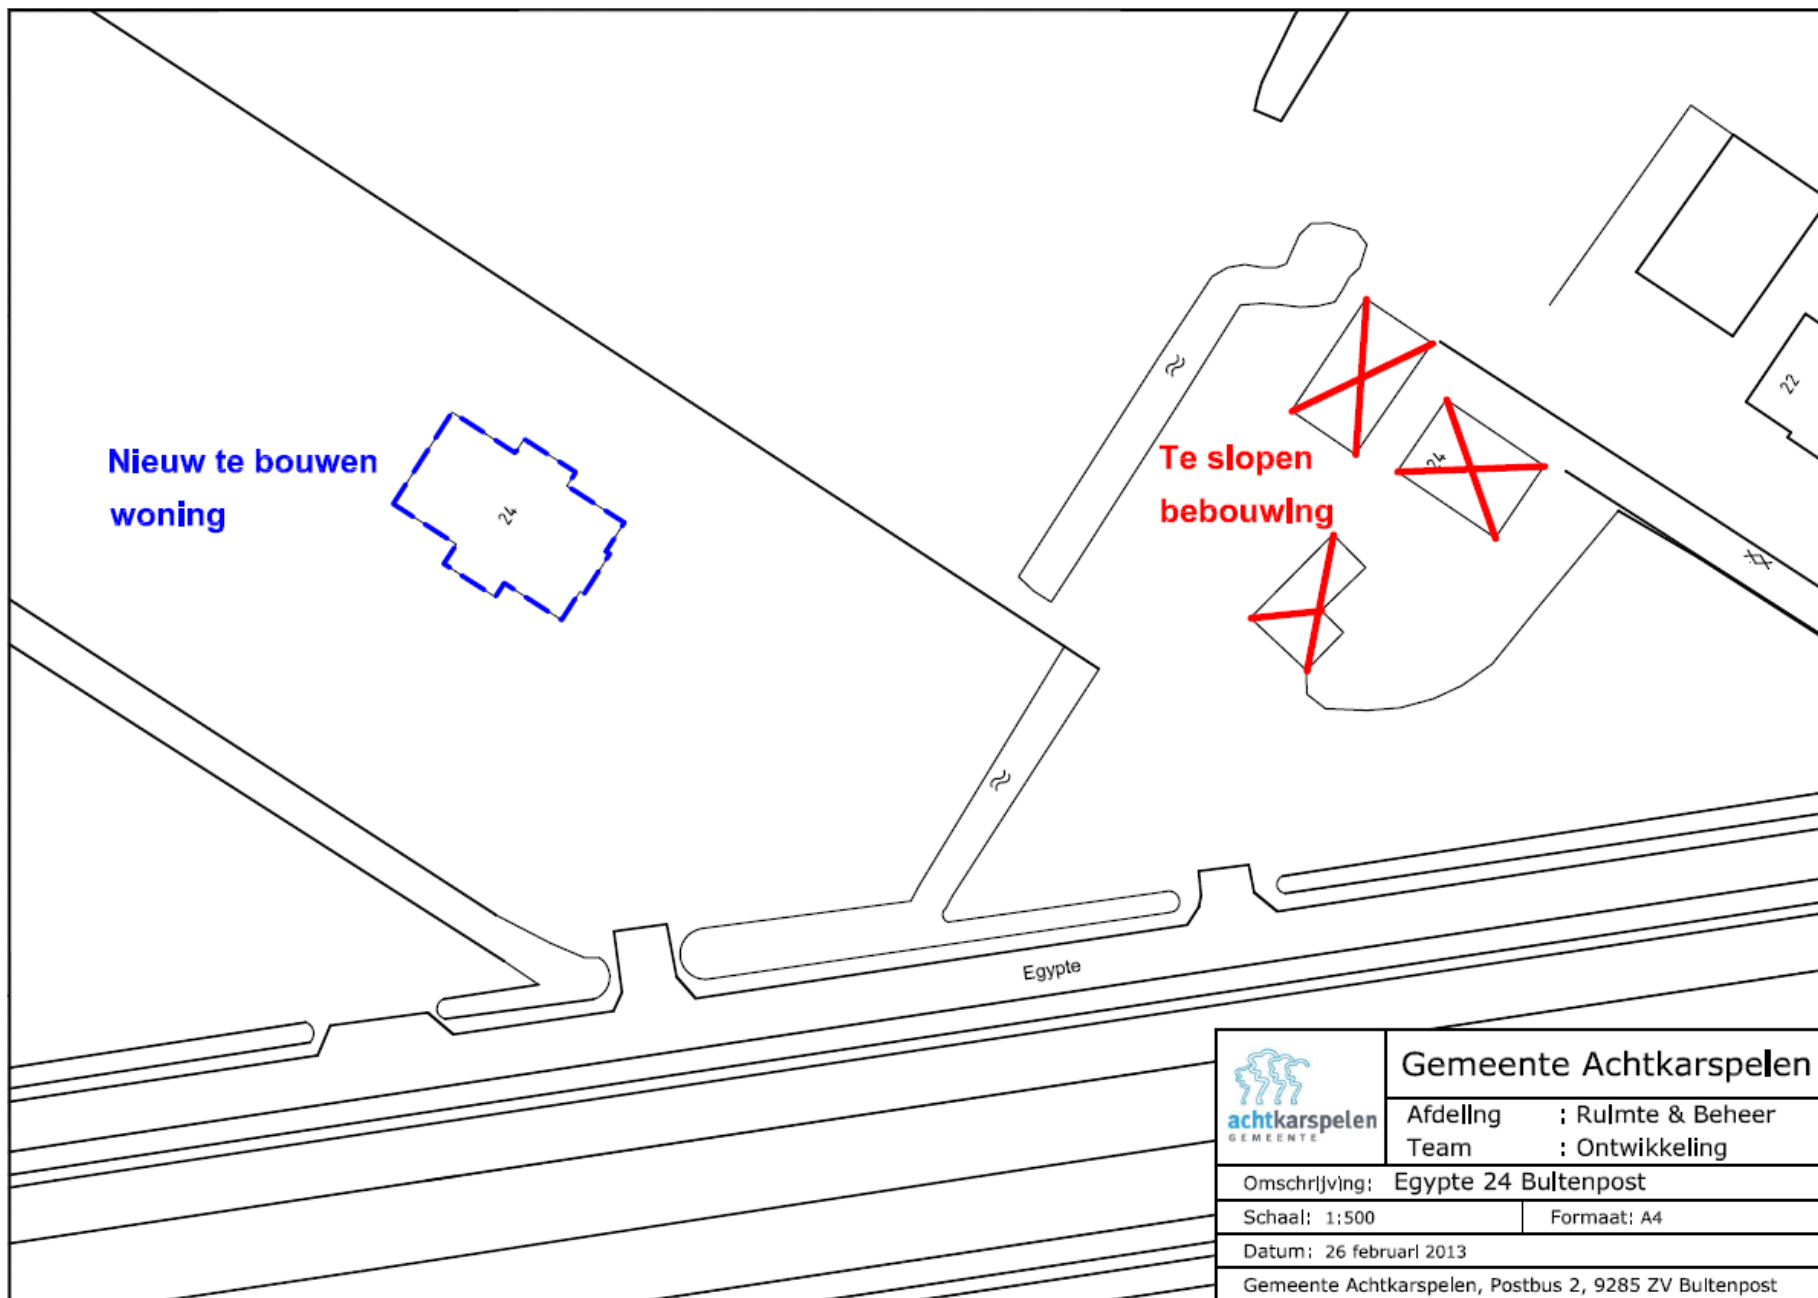 Nieuw te bouwen
woning
24
Te slopen
bebouwing
24
22
Egypte
achtkarspelen
GEMEENTE
Gemeente Achtkarspelen
Afdeling : Ruimte & Beheer
Team : Ontwikkeling
Omschrijving: Egypte 24 Buitenpost
Schaal: 1:500 Formaat: A4
Datum: 26 februari 2013
Gemeente Achtkarspelen, Postbus 2, 9285 ZV Buitenpost